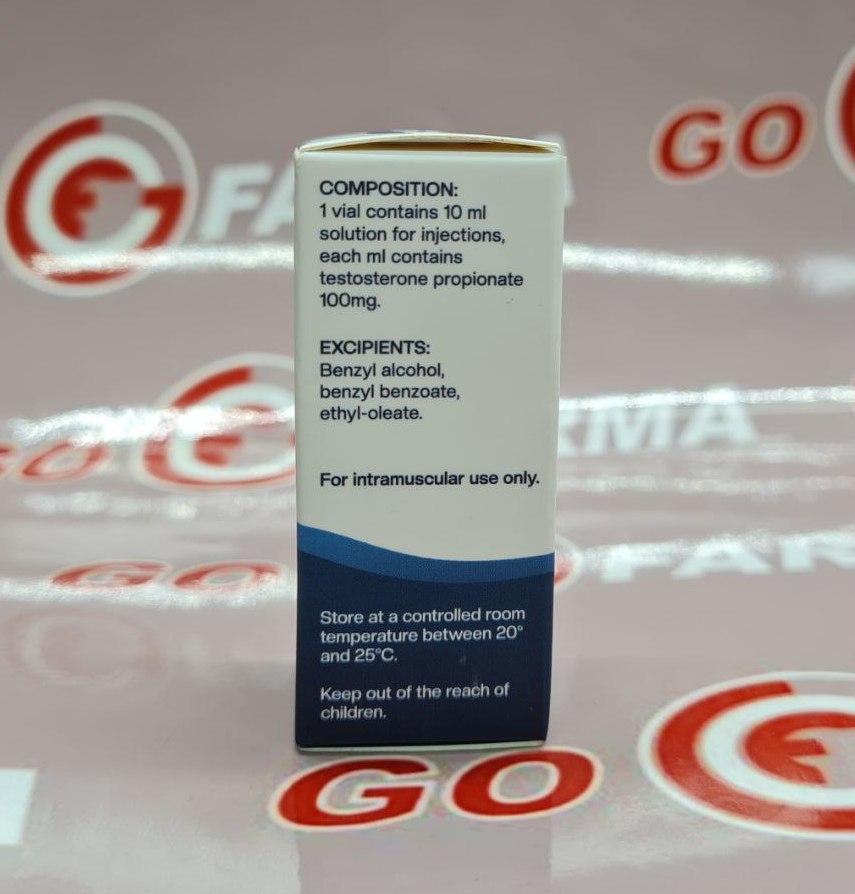 GO
FA
COMPOSITION:
1 vial contains 10 ml
solution for injections,
each ml contains
testosterone propionate
100mg.
EXCIPIENTS:
Benzyl alcohol,
benzyl benzoate,
ethyl-oleate.
RMA
For intramuscular use only.
GO
FAR
Store at a controlled room
temperature between 20°
and 25°C.
Keep out of the reach of
children.
GO